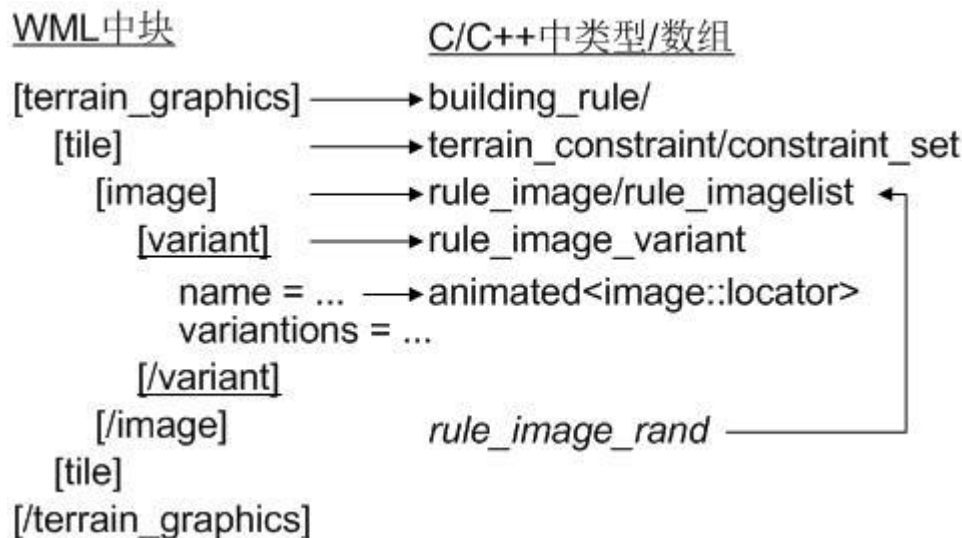 WML中块 C/C++中类型/数组
[terrain_graphics] building_rule/
[tile] terrain_constraint/constraint_set
[image] rule_image/rule_imagelist
[variant] rule_image_variant
name = ... animated<image::locator>
variantions = ...
[/variant]
[/image] rule_image_rand
[tile]
[/terrain_graphics]